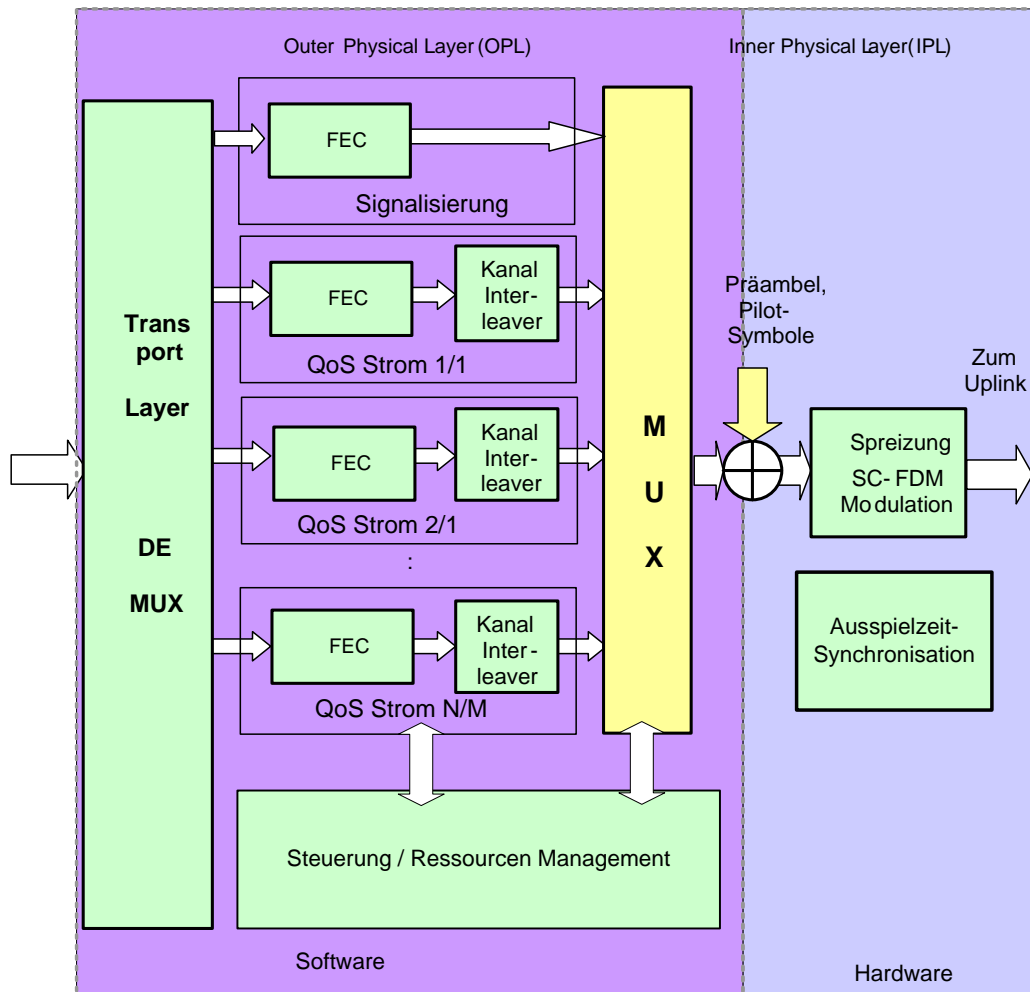 Outer Physical Layer (OPL)
Inner Physical Layer(IPL)
Trans
port
Layer
DE
MUX
FEC
Signalisierung
FEC
Kanal
Inter-
leaver
QoS Strom 1/1
FEC
Kanal
Inter-
leaver
QoS Strom 2/1
:
FEC
Kanal
Inter-
leaver
QoS Strom N/M
M
U
X
Steuerung / Ressourcen Management
Software
Präambel,
Pilot-
Symbole
Spreizung
SC- FDM
Modulation
Zum
Uplink
Ausspielzeit-
Synchronisation
Hardware